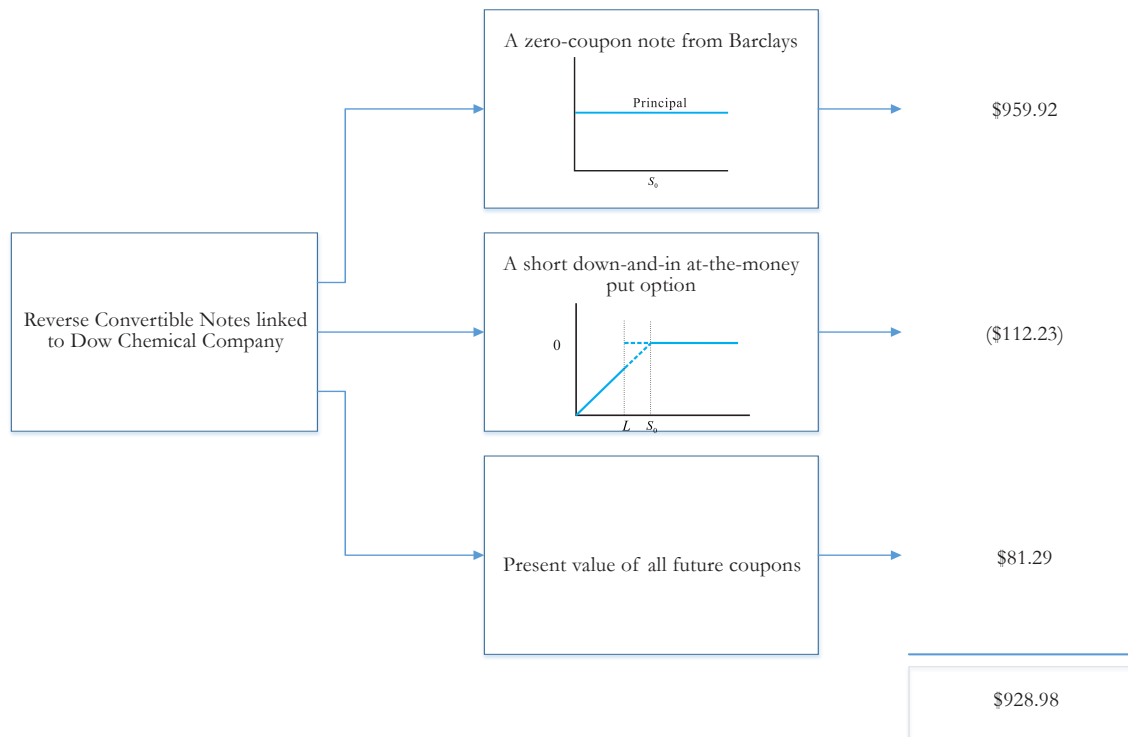 A zero-coupon note from Barclays
Principal
S₀
$959.92
Reverse Convertible Notes linked
to Dow Chemical Company
A short down-and-in at-the-money
put option
0
L S₀
($112.23)
Present value of all future coupons
$81.29
$928.98